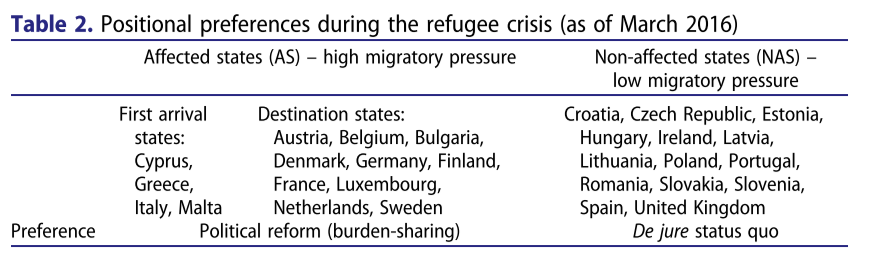 Table 2. Positional preferences during the refugee crisis (as of March 2016)
Affected states (AS) – high migratory pressure
Non-affected states (NAS) –
low migratory pressure
First arrival
states:
Cyprus,
Greece,
Italy, Malta
Destination states:
Austria, Belgium, Bulgaria,
Denmark, Germany, Finland,
France, Luxembourg,
Netherlands, Sweden
Croatia, Czech Republic, Estonia,
Hungary, Ireland, Latvia,
Lithuania, Poland, Portugal,
Romania, Slovakia, Slovenia,
Spain, United Kingdom
Preference
Political reform (burden-sharing)
De jure status quo